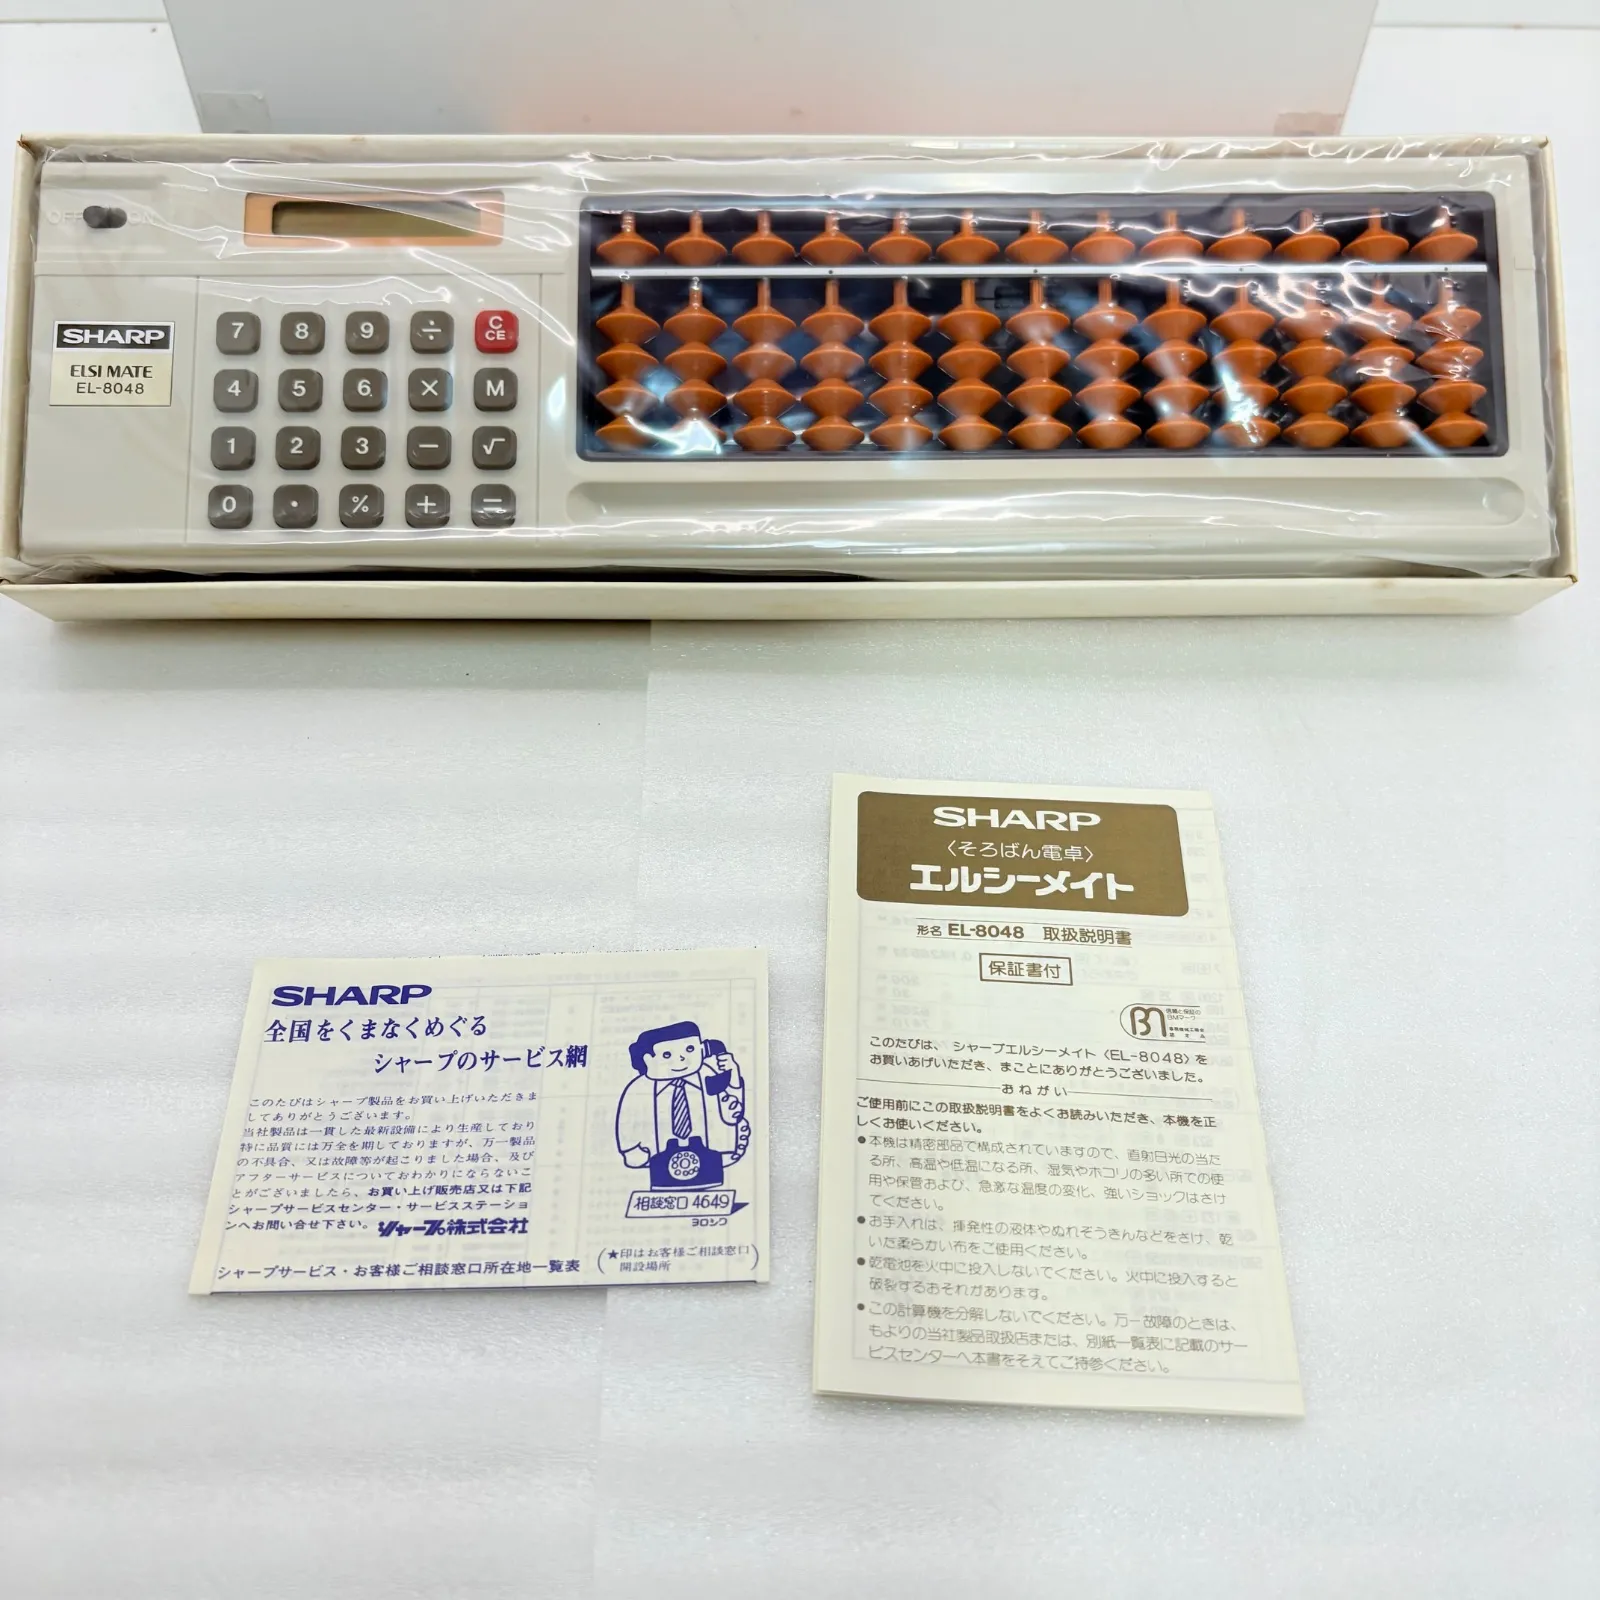 OFF ON
SHARP
ELSI MATE
EL-8048
7 8 9 ÷ C CE
4 5 6 × M
1 2 3 − √
0 · % + =
SHARP
全国をくまなくめぐる
シャープのサービス網
このたびはシャープ製品をお買い上げいただきま
してありがとうございます。
当社製品は一貫した最新設備により生産しており
特に品質には万全を期しておりますが、万一製品
の不具合、又は故障等が起こりました場合、及び
アフターサービスについておわかりにならないこ
とがございましたら、お買い上げ販売店又は下記
シャープサービスセンター・サービスステーショ
ンへお問い合せ下さい。シャープ株式会社
相談窓口 4649
ヨロシク
シャープサービス・お客様ご相談窓口所在地一覧表
(★印はお客様ご相談窓口
開設場所)
SHARP
〈そろばん電卓〉
エルシーメイト
形名 EL-8048 取扱説明書
保証書付
信頼と保証の
BMマーク
このたびは、シャープエルシーメイト〈EL-8048〉を
お買いあげいただき、まことにありがとうございました。
おねがい
ご使用前にこの取扱説明書をよくお読みいただき、本機を正
しくお使いください。
●本機は精密部品で構成されていますので、直射日光の当た
る所、高温や低温になる所、湿気やホコリの多い所での使
用や保管および、急激な温度の変化、強いショックはさけ
てください。
●お手入れは、揮発性の液体やぬれぞうきんなどをさけ、乾
いた柔らかい布をご使用ください。
●乾電池を火中に投入しないでください。火中に投入すると
破裂するおそれがあります。
●この計算機を分解しないでください。万一故障のときは、
もよりの当社製品取扱店または、別紙一覧表に記載のサー
ビスセンターへ本書をそえてご持参ください。